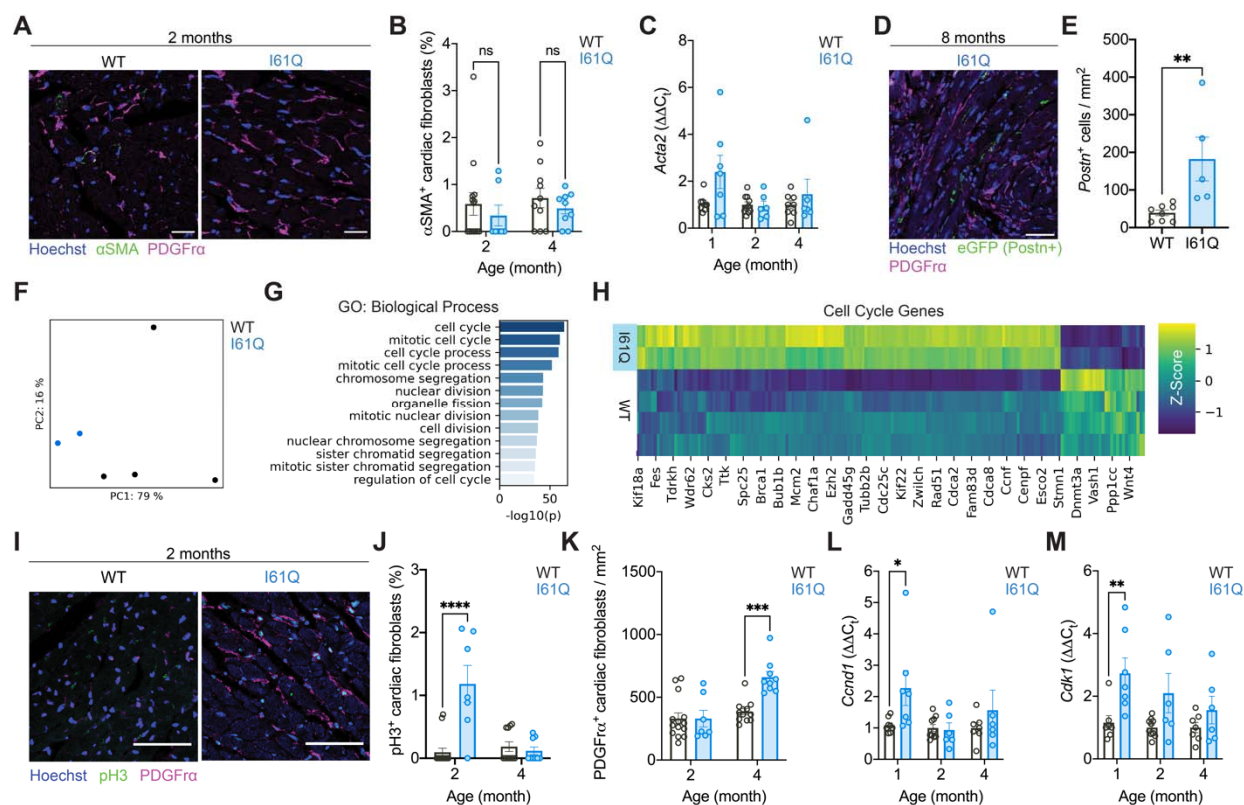 A
2 months
WT
I61Q
Hoechst αSMA PDGFrα
B
αSMA⁺ cardiac fibroblasts (%)
ns
ns
WT
I61Q
6
4
2
0
2
4
Age (month)
C
Acta2 (ΔΔCt)
WT
I61Q
8
6
4
2
0
1
2
4
Age (month)
D
8 months
I61Q
Hoechst eGFP (Postn+)
PDGFrα
E
Postn⁺ cells / mm²
**
500
400
300
200
100
0
WT
I61Q
F
PC2: 16 %
PC1: 79 %
WT
I61Q
G
GO: Biological Process
cell cycle
mitotic cell cycle
cell cycle process
mitotic cell cycle process
chromosome segregation
nuclear division
organelle fission
mitotic nuclear division
cell division
nuclear chromosome segregation
sister chromatid segregation
mitotic sister chromatid segregation
regulation of cell cycle
0
50
-log10(p)
H
Cell Cycle Genes
I61Q
WT
Kif18a
Fes
Tdrkh
Wdr62
Cks2
Ttk
Spc25
Brca1
Bub1b
Mcm2
Chaf1a
Ezh2
Gadd45g
Tubb2b
Cdc25c
Kif22
Zwilch
Rad51
Cdca2
Fam83d
Cdca8
Ccnf
Cenpf
Esco2
Stmn1
Dnmt3a
Vash1
Ppp1cc
Wnt4
1
0
−1
Z-Score
I
2 months
WT
I61Q
Hoechst pH3 PDGFrα
J
pH3⁺ cardiac fibroblasts (%)
****
WT
I61Q
3
2
1
0
2
4
Age (month)
K
PDGFRα⁺ cardiac fibroblasts / mm²
***
WT
I61Q
1500
1000
500
0
2
4
Age (month)
L
Ccnd1 (ΔΔCt)
*
WT
I61Q
6
4
2
0
1
2
4
Age (month)
M
Cdk1 (ΔΔCt)
**
WT
I61Q
6
4
2
0
1
2
4
Age (month)